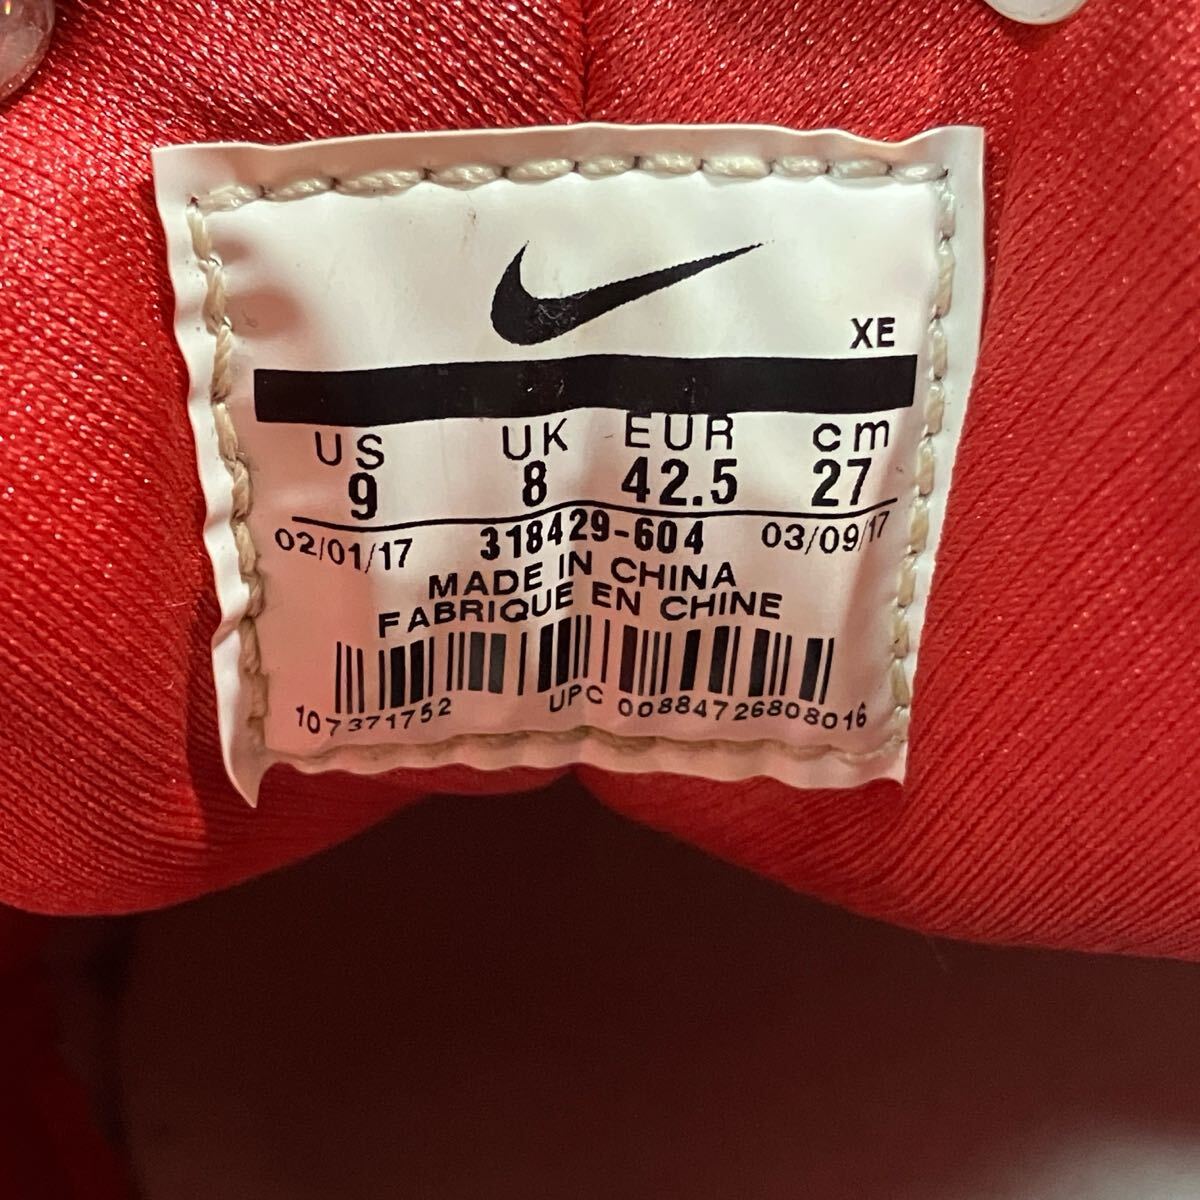 XE
US UK EUR cm
9 8 42.5 27
02/01/17 318429-604 03/09/17
MADE IN CHINA
FABRIQUE EN CHINE
107371752 UPC 00884726808016